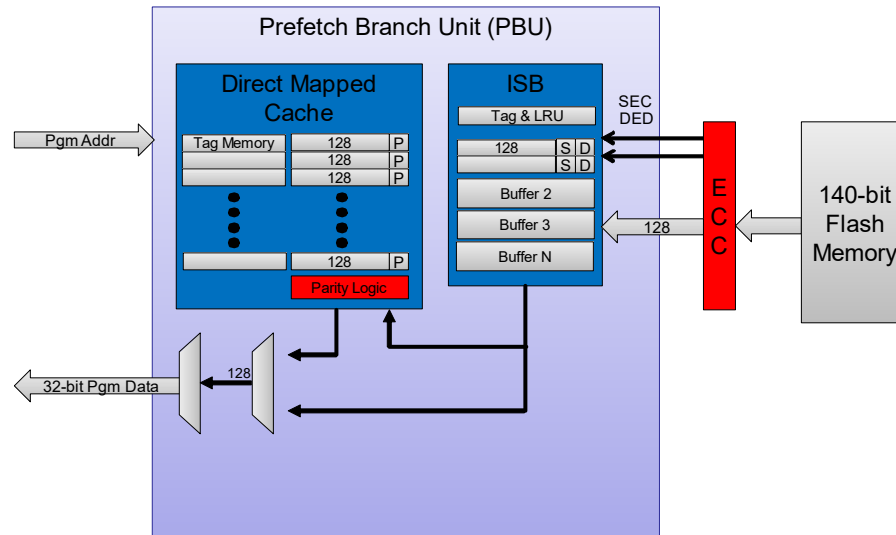 Prefetch Branch Unit (PBU)
Direct Mapped
Cache
Tag Memory
128
P
128
P
128
P
128
P
Parity Logic
ISB
Tag & LRU
128
S
D
S
D
Buffer 2
Buffer 3
Buffer N
SEC
DED
E
C
C
128
140-bit
Flash
Memory
Pgm Addr
128
32-bit Pgm Data